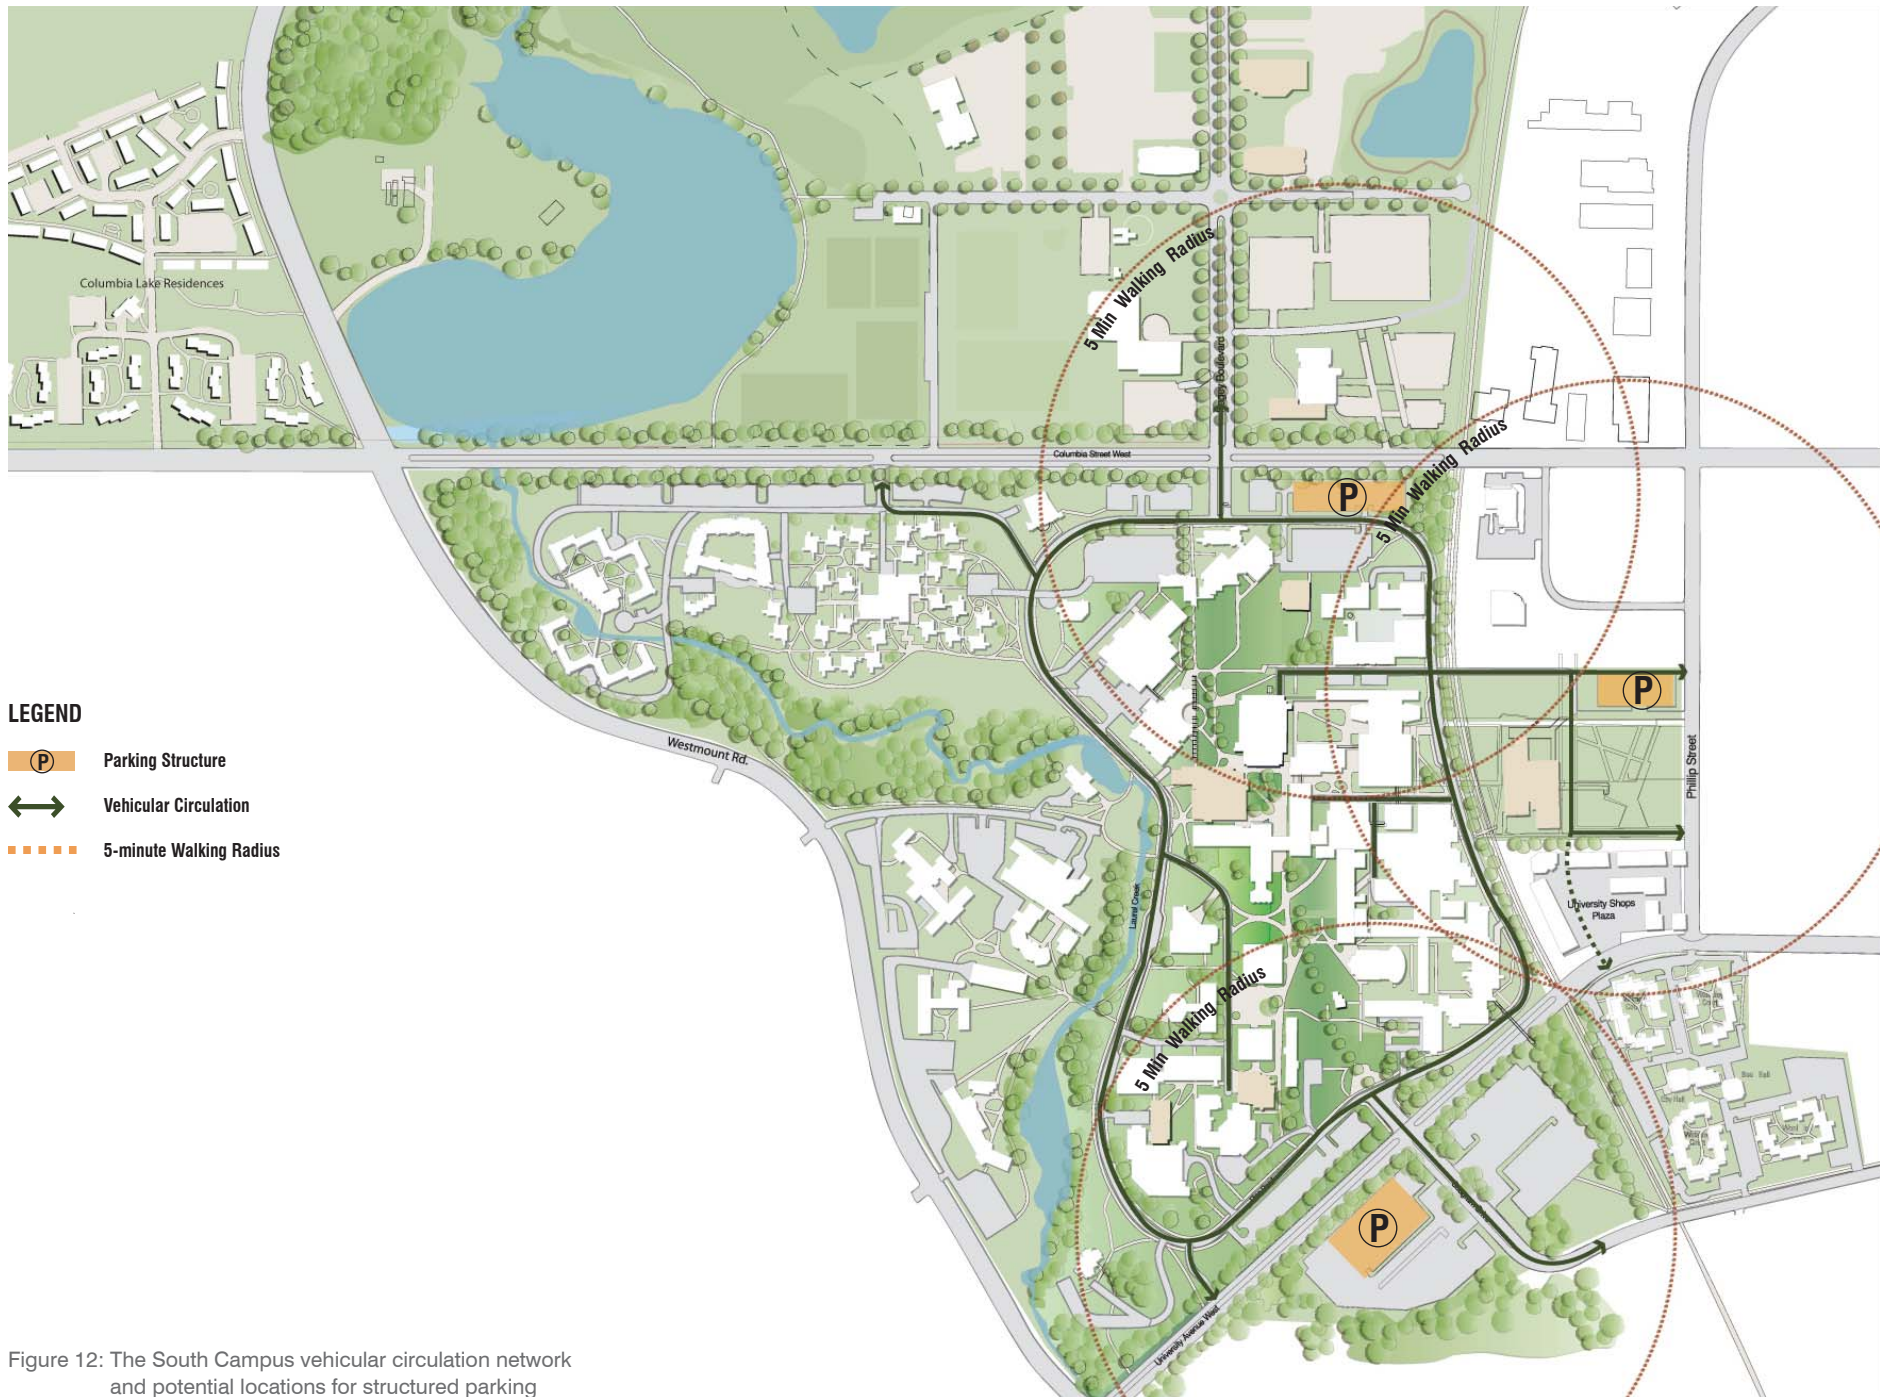 5 Min Walking Radius
Columbia Lake Residences
Columbia Street West
5 Min Walking Radius
P
P
LEGEND
P Parking Structure
Vehicular Circulation
5-minute Walking Radius
Westmount Rd.
Phillip Street
Laurel Creek
University Shops
Plaza
5 Min Walking Radius
P
University Avenue West
Figure 12: The South Campus vehicular circulation network
and potential locations for structured parking